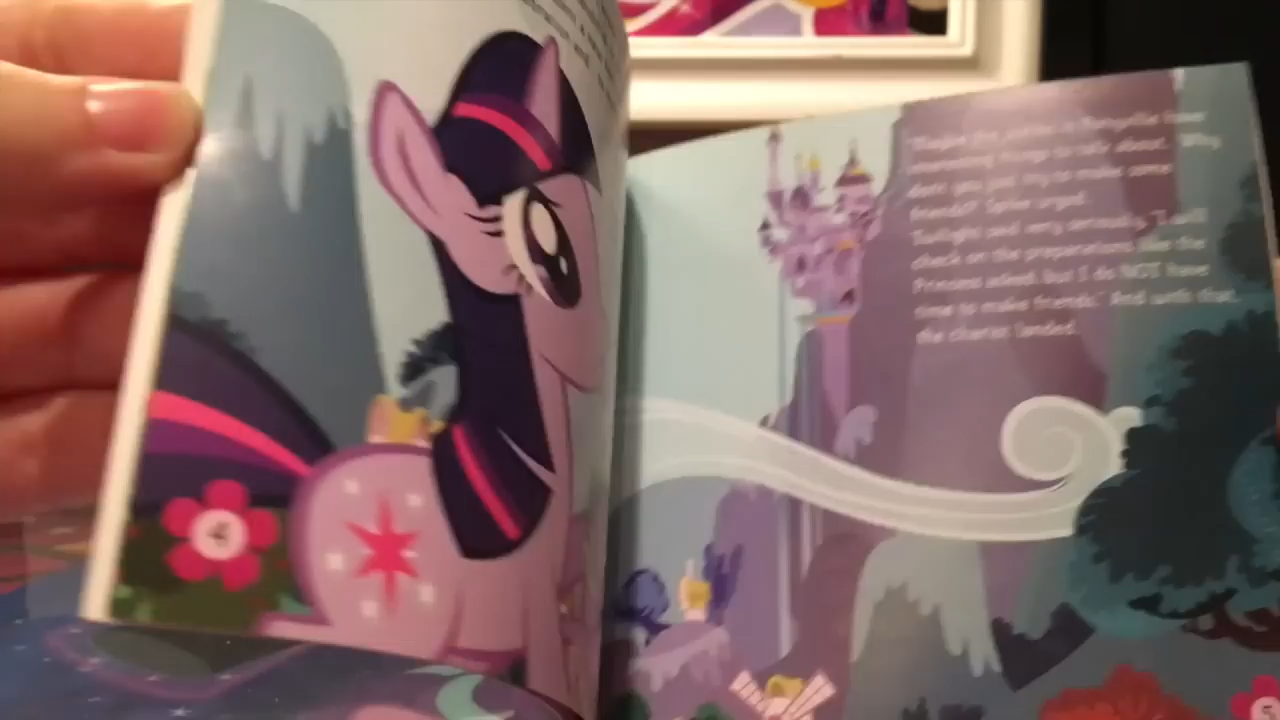 "Maybe the ponies in Ponyville have
interesting things to talk about. Why
don't you just try to make some
friends?" Spike urged.
Twilight said very seriously, "I will
check on the preparations like the
Princess asked, but I do NOT have
time to make friends." And with that,
the chariot landed.
4
5